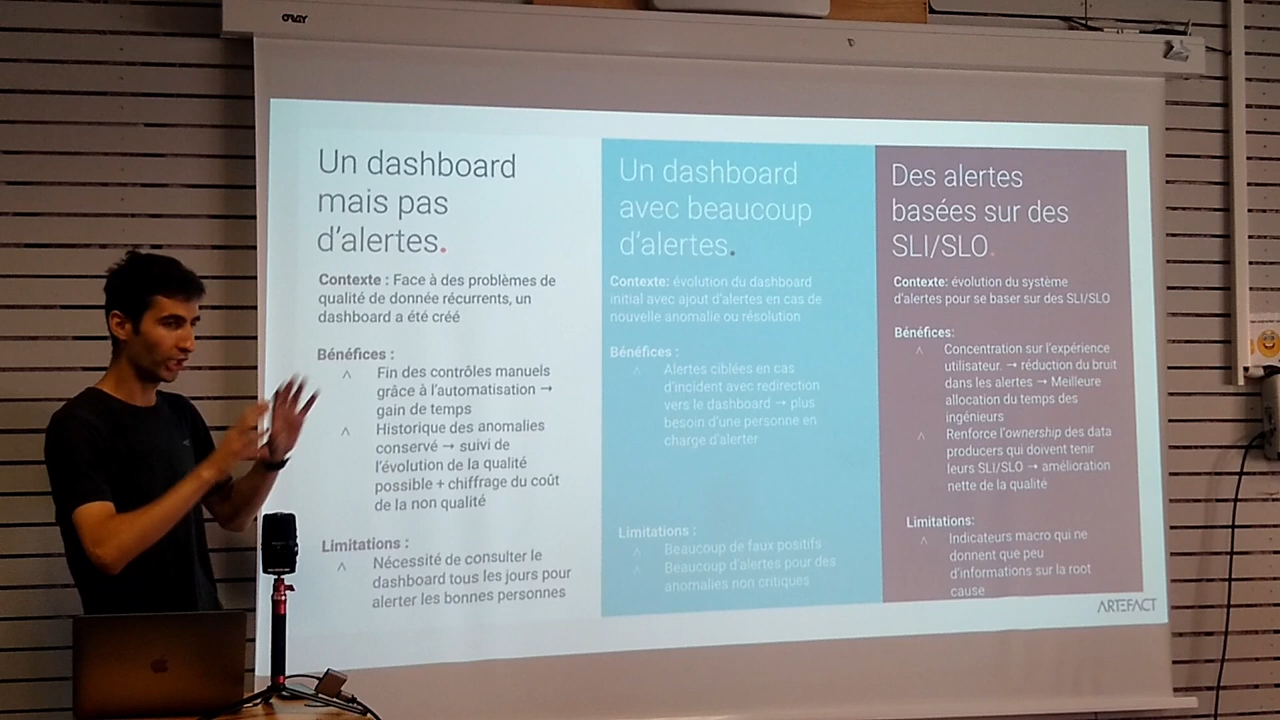 ORAY
Un dashboard
mais pas
d'alertes.
Contexte : Face à des problèmes de
qualité de donnée récurrents, un
dashboard a été créé
Bénéfices :
^ Fin des contrôles manuels
grâce à l'automatisation →
gain de temps
^ Historique des anomalies
conservé → suivi de
l'évolution de la qualité
possible + chiffrage du coût
de la non qualité
Limitations :
^ Nécessité de consulter le
dashboard tous les jours pour
alerter les bonnes personnes
Un dashboard
avec beaucoup
d'alertes.
Contexte: évolution du dashboard
initial avec ajout d'alertes en cas de
nouvelle anomalie ou résolution
Bénéfices :
^ Alertes ciblées en cas
d'incident avec redirection
vers le dashboard → plus
besoin d'une personne en
charge d'alerter
Limitations :
^ Beaucoup de faux positifs
^ Beaucoup d'alertes pour des
anomalies non critiques
Des alertes
basées sur des
SLI/SLO.
Contexte: évolution du système
d'alertes pour se baser sur des SLI/SLO
Bénéfices:
^ Concentration sur l'expérience
utilisateur. → réduction du bruit
dans les alertes → Meilleure
allocation du temps des
ingénieurs
^ Renforce l'ownership des data
producers qui doivent tenir
leurs SLI/SLO → amélioration
nette de la qualité
Limitations:
^ Indicateurs macro qui ne
donnent que peu
d'informations sur la root
cause
ARTEFACT